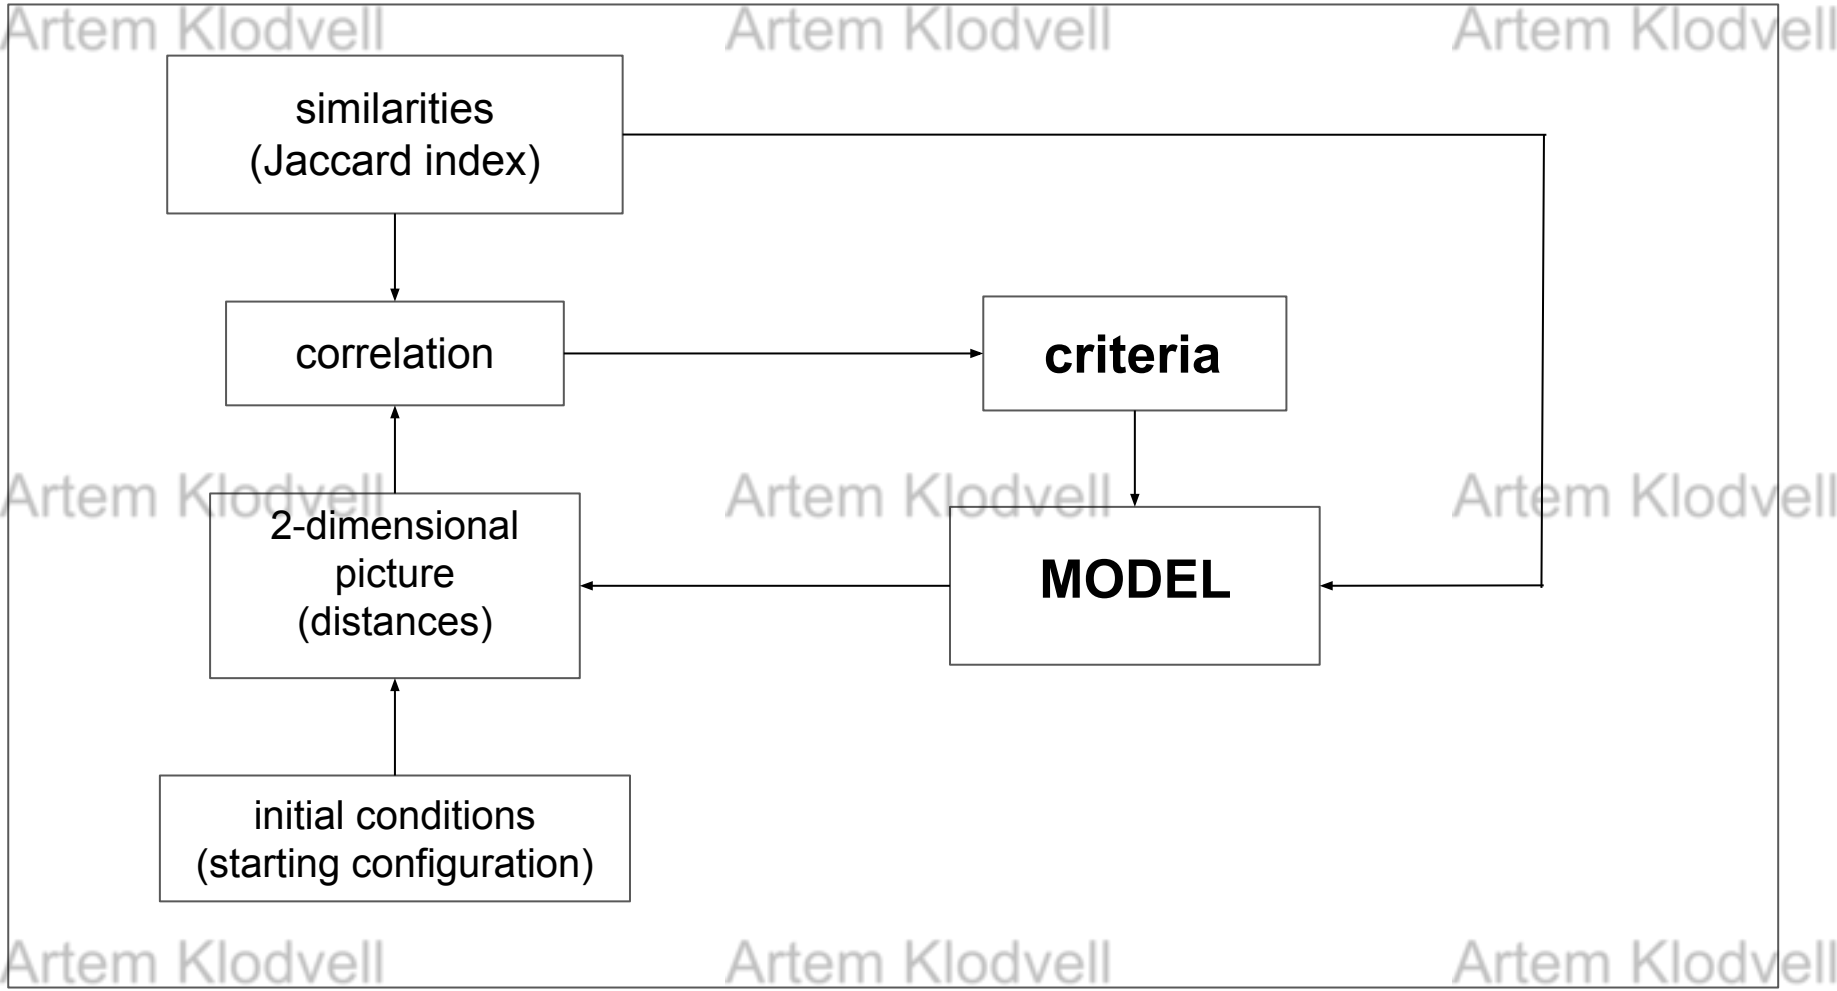 Artem Klodvell Artem Klodvell Artem Klodvell
similarities
(Jaccard index)
correlation
criteria
Artem Klodvell Artem Klodvell Artem Klodvell
2-dimensional
picture
(distances)
MODEL
initial conditions
(starting configuration)
Artem Klodvell Artem Klodvell Artem Klodvell